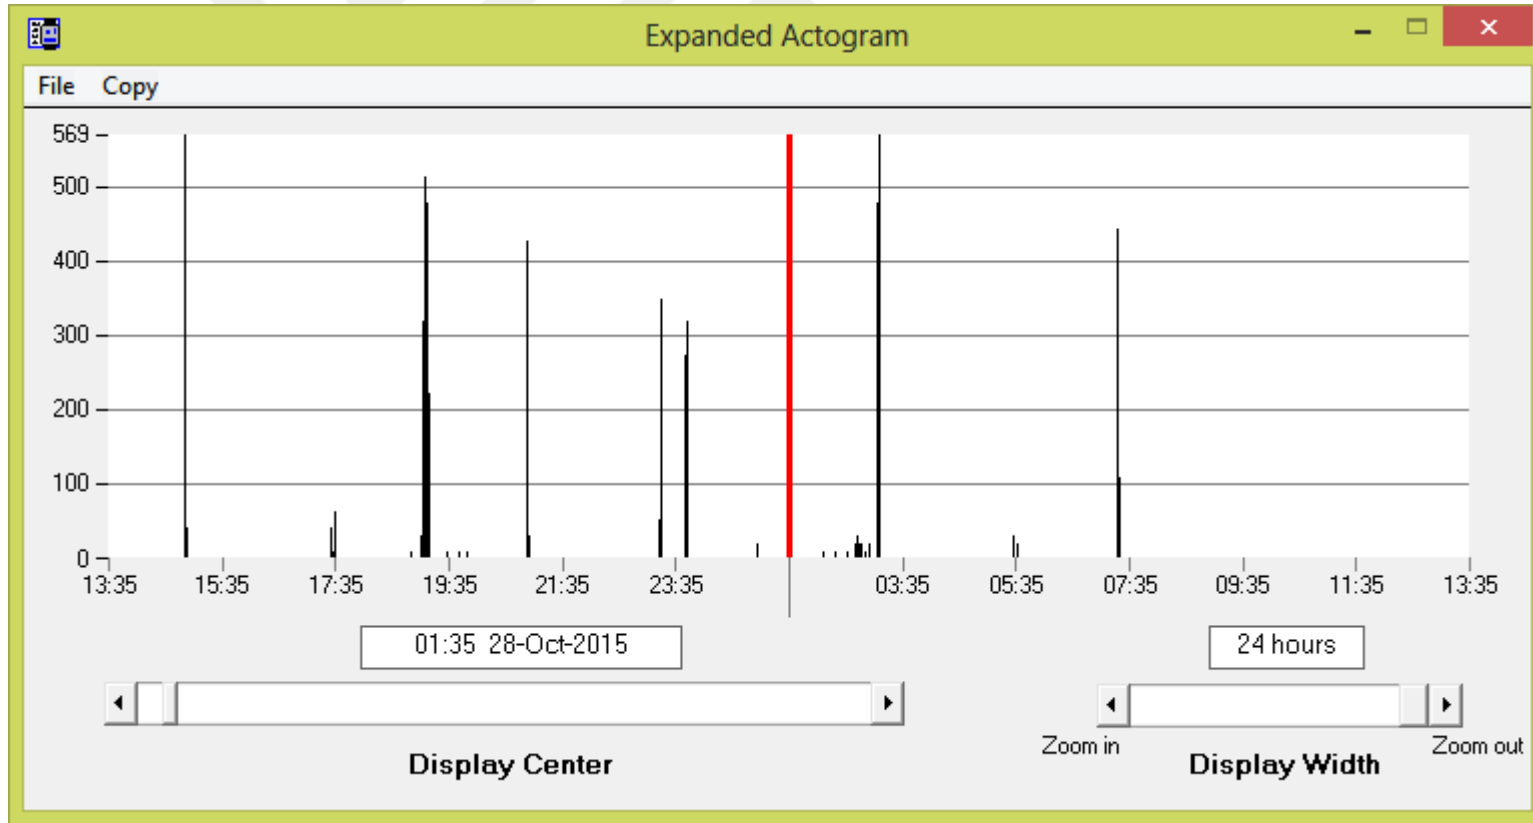 Expanded Actogram
File Copy
569
500
400
300
200
100
0
13:35 15:35 17:35 19:35 21:35 23:35 03:35 05:35 07:35 09:35 11:35 13:35
01:35 28-Oct-2015 24 hours
Zoom in Zoom out
Display Center Display Width